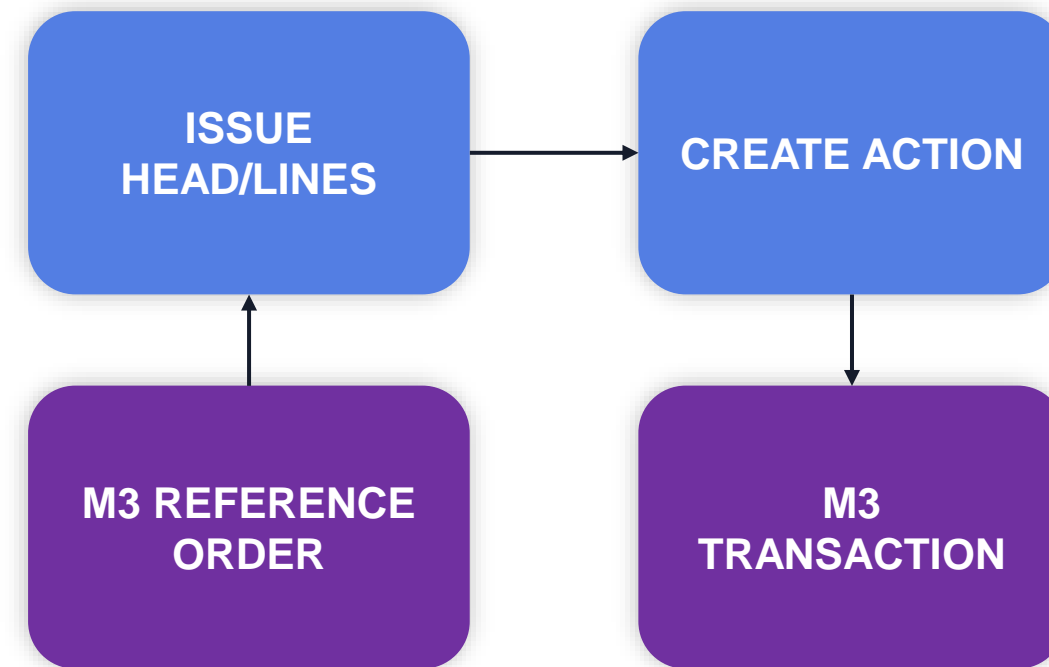 ISSUE
HEAD/LINES
CREATE ACTION
M3 REFERENCE
ORDER
M3
TRANSACTION